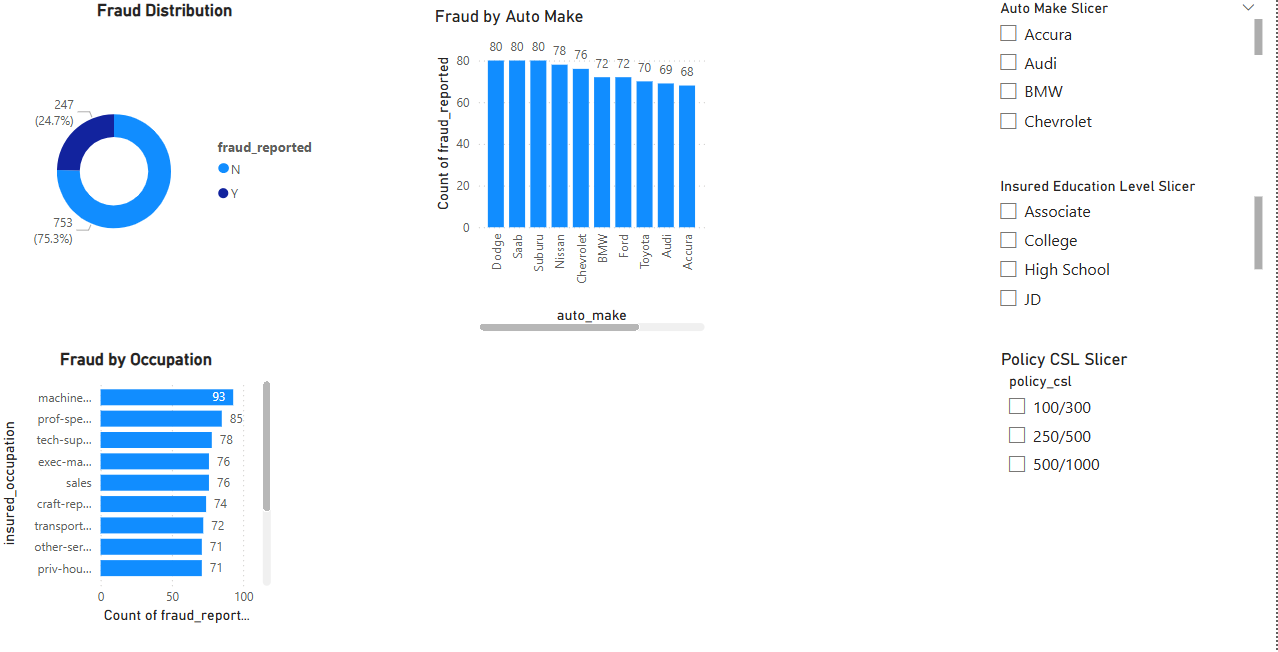 Fraud Distribution
247
(24.7%)
753
(75.3%)
fraud_reported
N
Y
Fraud by Auto Make
Count of fraud_reported
80
60
40
20
0
80 80 80 78 76 72 72 70 69 68
Dodge
Saab
Suburu
Nissan
Chevrolet
BMW
Ford
Toyota
Audi
Accura
auto_make
Auto Make Slicer
Accura
Audi
BMW
Chevrolet
Insured Education Level Slicer
Associate
College
High School
JD
Fraud by Occupation
insured_occupation
machine... 93
prof-spe... 85
tech-sup... 78
exec-ma... 76
sales 76
craft-rep... 74
transport... 72
other-ser... 71
priv-hou... 71
0 50 100
Count of fraud_report...
Policy CSL Slicer
policy_csl
100/300
250/500
500/1000